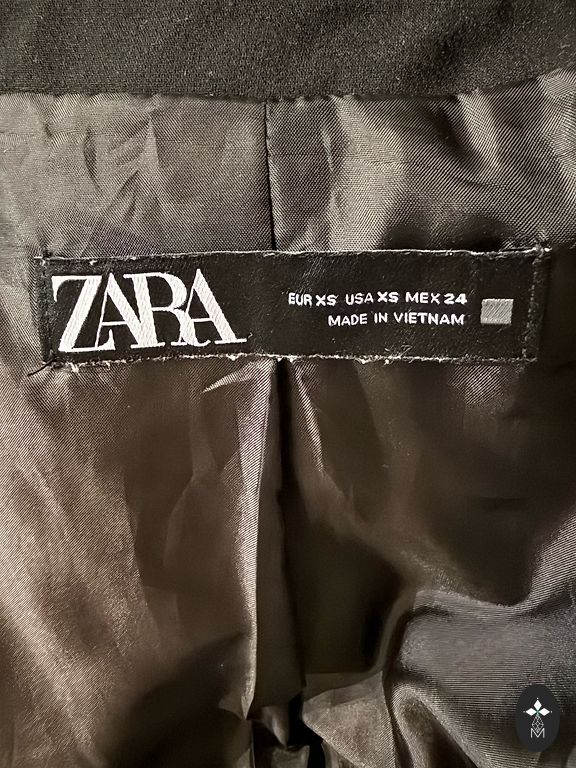 ZARA
EUR XS USA XS MEX 24
MADE IN VIETNAM